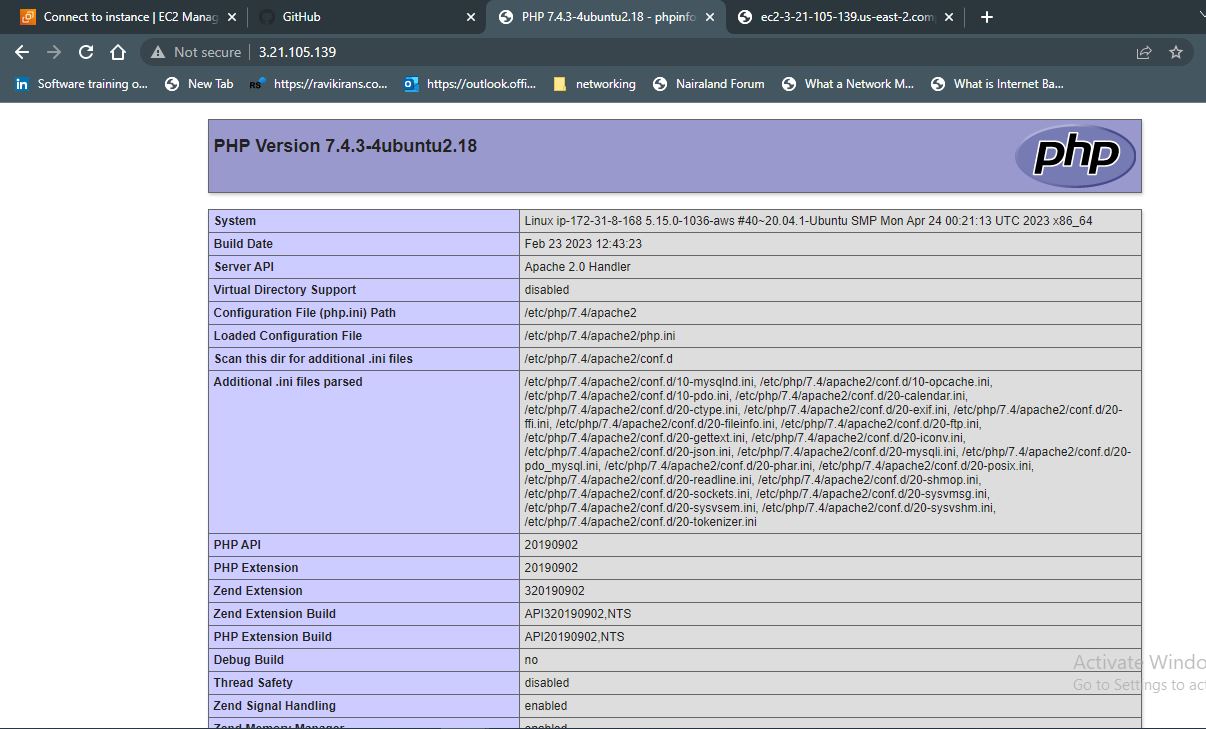 Connect to instance | EC2 Manag
GitHub
PHP 7.4.3-4ubuntu2.18 - phpinfo
ec2-3-21-105-139.us-east-2.com
Not secure
3.21.105.139
Software training o...
New Tab
RS
https://ravikirans.co...
https://outlook.offi...
networking
Nairaland Forum
What a Network M...
What is Internet Ba...
PHP Version 7.4.3-4ubuntu2.18
php
System Linux ip-172-31-8-168 5.15.0-1036-aws #40~20.04.1-Ubuntu SMP Mon Apr 24 00:21:13 UTC 2023 x86_64
Build Date Feb 23 2023 12:43:23
Server API Apache 2.0 Handler
Virtual Directory Support disabled
Configuration File (php.ini) Path /etc/php/7.4/apache2
Loaded Configuration File /etc/php/7.4/apache2/php.ini
Scan this dir for additional .ini files /etc/php/7.4/apache2/conf.d
Additional .ini files parsed /etc/php/7.4/apache2/conf.d/10-mysqlnd.ini, /etc/php/7.4/apache2/conf.d/10-opcache.ini,
/etc/php/7.4/apache2/conf.d/10-pdo.ini, /etc/php/7.4/apache2/conf.d/20-calendar.ini,
/etc/php/7.4/apache2/conf.d/20-ctype.ini, /etc/php/7.4/apache2/conf.d/20-exif.ini, /etc/php/7.4/apache2/conf.d/20-
ffi.ini, /etc/php/7.4/apache2/conf.d/20-fileinfo.ini, /etc/php/7.4/apache2/conf.d/20-ftp.ini,
/etc/php/7.4/apache2/conf.d/20-gettext.ini, /etc/php/7.4/apache2/conf.d/20-iconv.ini,
/etc/php/7.4/apache2/conf.d/20-json.ini, /etc/php/7.4/apache2/conf.d/20-mysqli.ini, /etc/php/7.4/apache2/conf.d/20-
pdo_mysql.ini, /etc/php/7.4/apache2/conf.d/20-phar.ini, /etc/php/7.4/apache2/conf.d/20-posix.ini,
/etc/php/7.4/apache2/conf.d/20-readline.ini, /etc/php/7.4/apache2/conf.d/20-shmop.ini,
/etc/php/7.4/apache2/conf.d/20-sockets.ini, /etc/php/7.4/apache2/conf.d/20-sysvmsg.ini,
/etc/php/7.4/apache2/conf.d/20-sysvsem.ini, /etc/php/7.4/apache2/conf.d/20-sysvshm.ini,
/etc/php/7.4/apache2/conf.d/20-tokenizer.ini
PHP API 20190902
PHP Extension 20190902
Zend Extension 320190902
Zend Extension Build API320190902,NTS
PHP Extension Build API20190902,NTS
Debug Build no
Thread Safety disabled
Zend Signal Handling enabled
Zend Memory Manager enabled
Activate Windo
Go to Settings to act